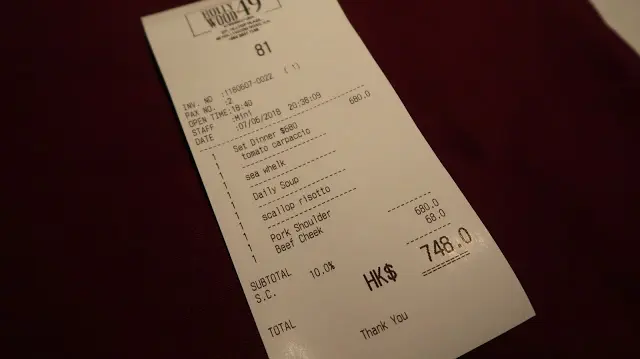 HOLLY
WOOD 49
81
INV. NO :1180607-0022 (1)
PAX NO. :2
OPEN TIME:18:40
STAFF :Mini
DATE :07/06/2018 20:38:09
1 Set Dinner $680 680.0
1 tomato carpaccio
1 sea whelk
1 Daily Soup
1 scallop risotto
1 Pork Shoulder
1 Beef Cheek
SUBTOTAL 680.0
S.C. 10.0% 68.0
TOTAL HK$ 748.0
Thank You